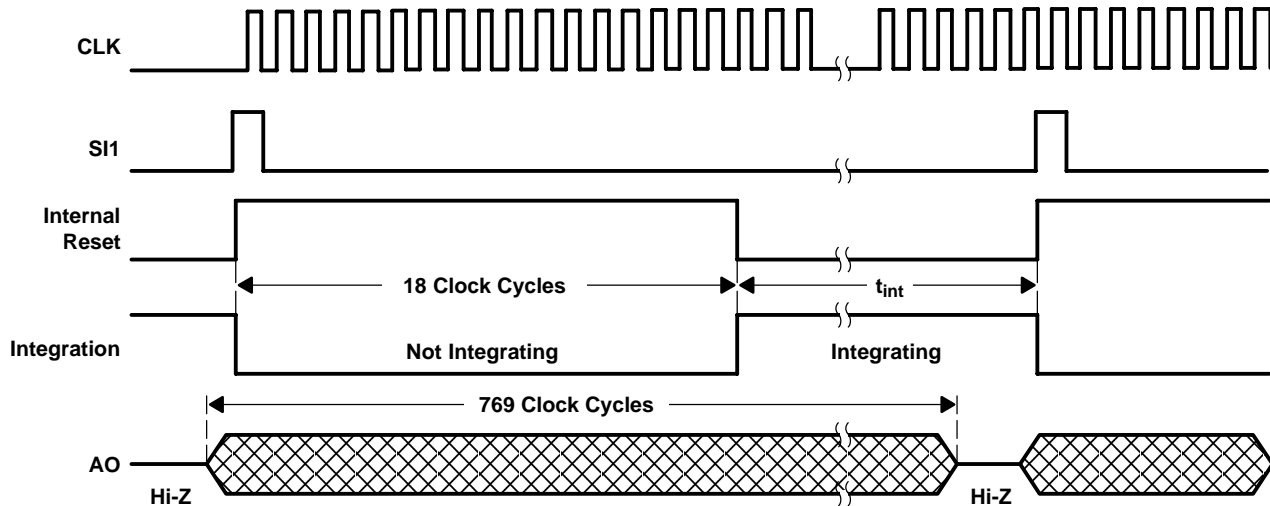 CLK
SI1
Internal
Reset
18 Clock Cycles
tint
Integration
Not Integrating
Integrating
769 Clock Cycles
AO
Hi-Z
Hi-Z